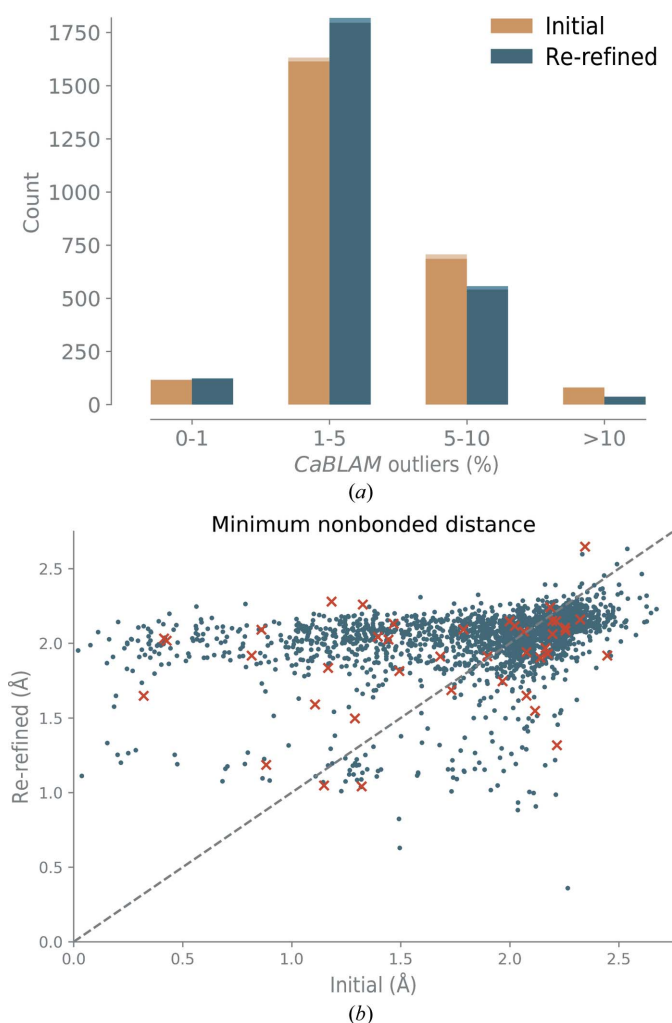 1750
1500
1250
1000
750
500
250
0
Count
Initial
Re-refined
0-1 1-5 5-10 >10
CaBLAM outliers (%)
(a)
Minimum nonbonded distance
2.5
2.0
1.5
1.0
0.5
0.0
Re-refined (Å)
0.0 0.5 1.0 1.5 2.0 2.5
Initial (Å)
(b)